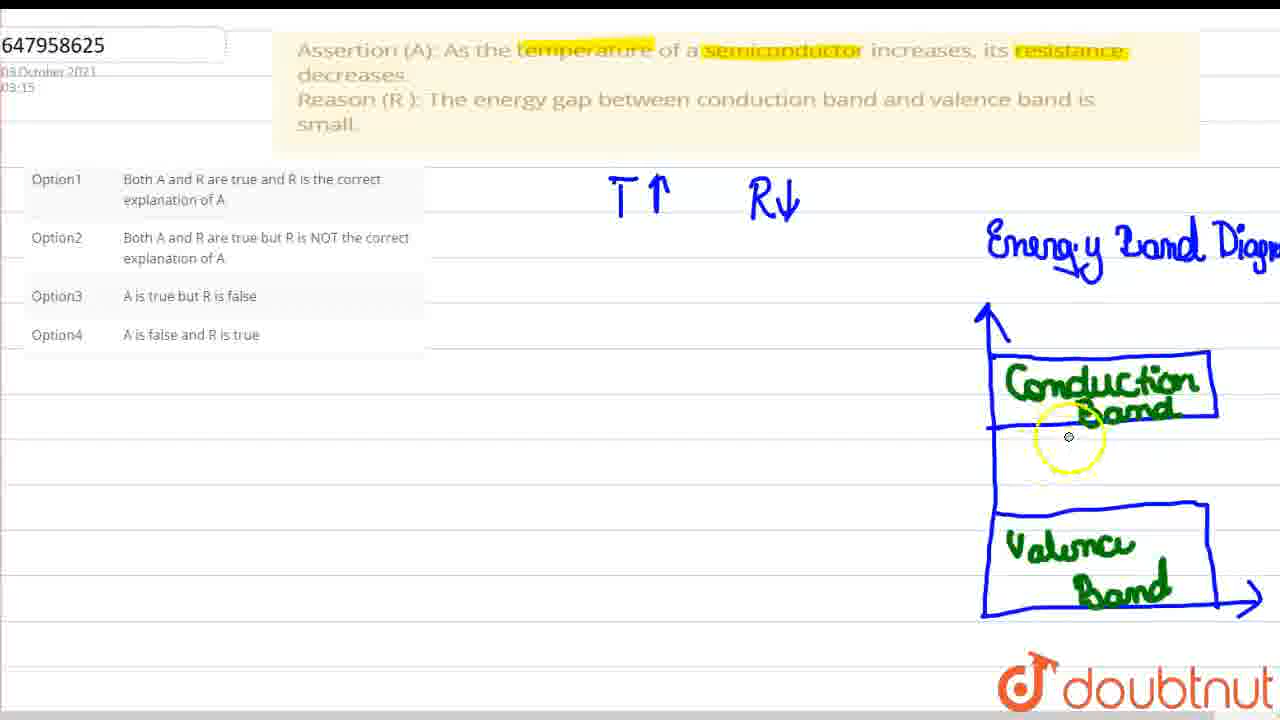 647958625
03 October 2021
03:15
Assertion (A): As the temperature of a semiconductor increases, its resistance
decreases.
Reason (R ): The energy gap between conduction band and valence band is
small.
Option1 Both A and R are true and R is the correct
explanation of A
Option2 Both A and R are true but R is NOT the correct
explanation of A
Option3 A is true but R is false
Option4 A is false and R is true
T↑ R↓
Energy Band Diagra
Conduction
Band
Valence
Band
doubtnut